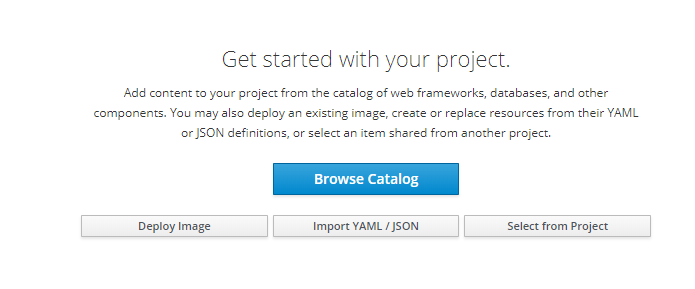 Get started with your project.
Add content to your project from the catalog of web frameworks, databases, and other
components. You may also deploy an existing image, create or replace resources from their YAML
or JSON definitions, or select an item shared from another project.
Browse Catalog
Deploy Image
Import YAML / JSON
Select from Project